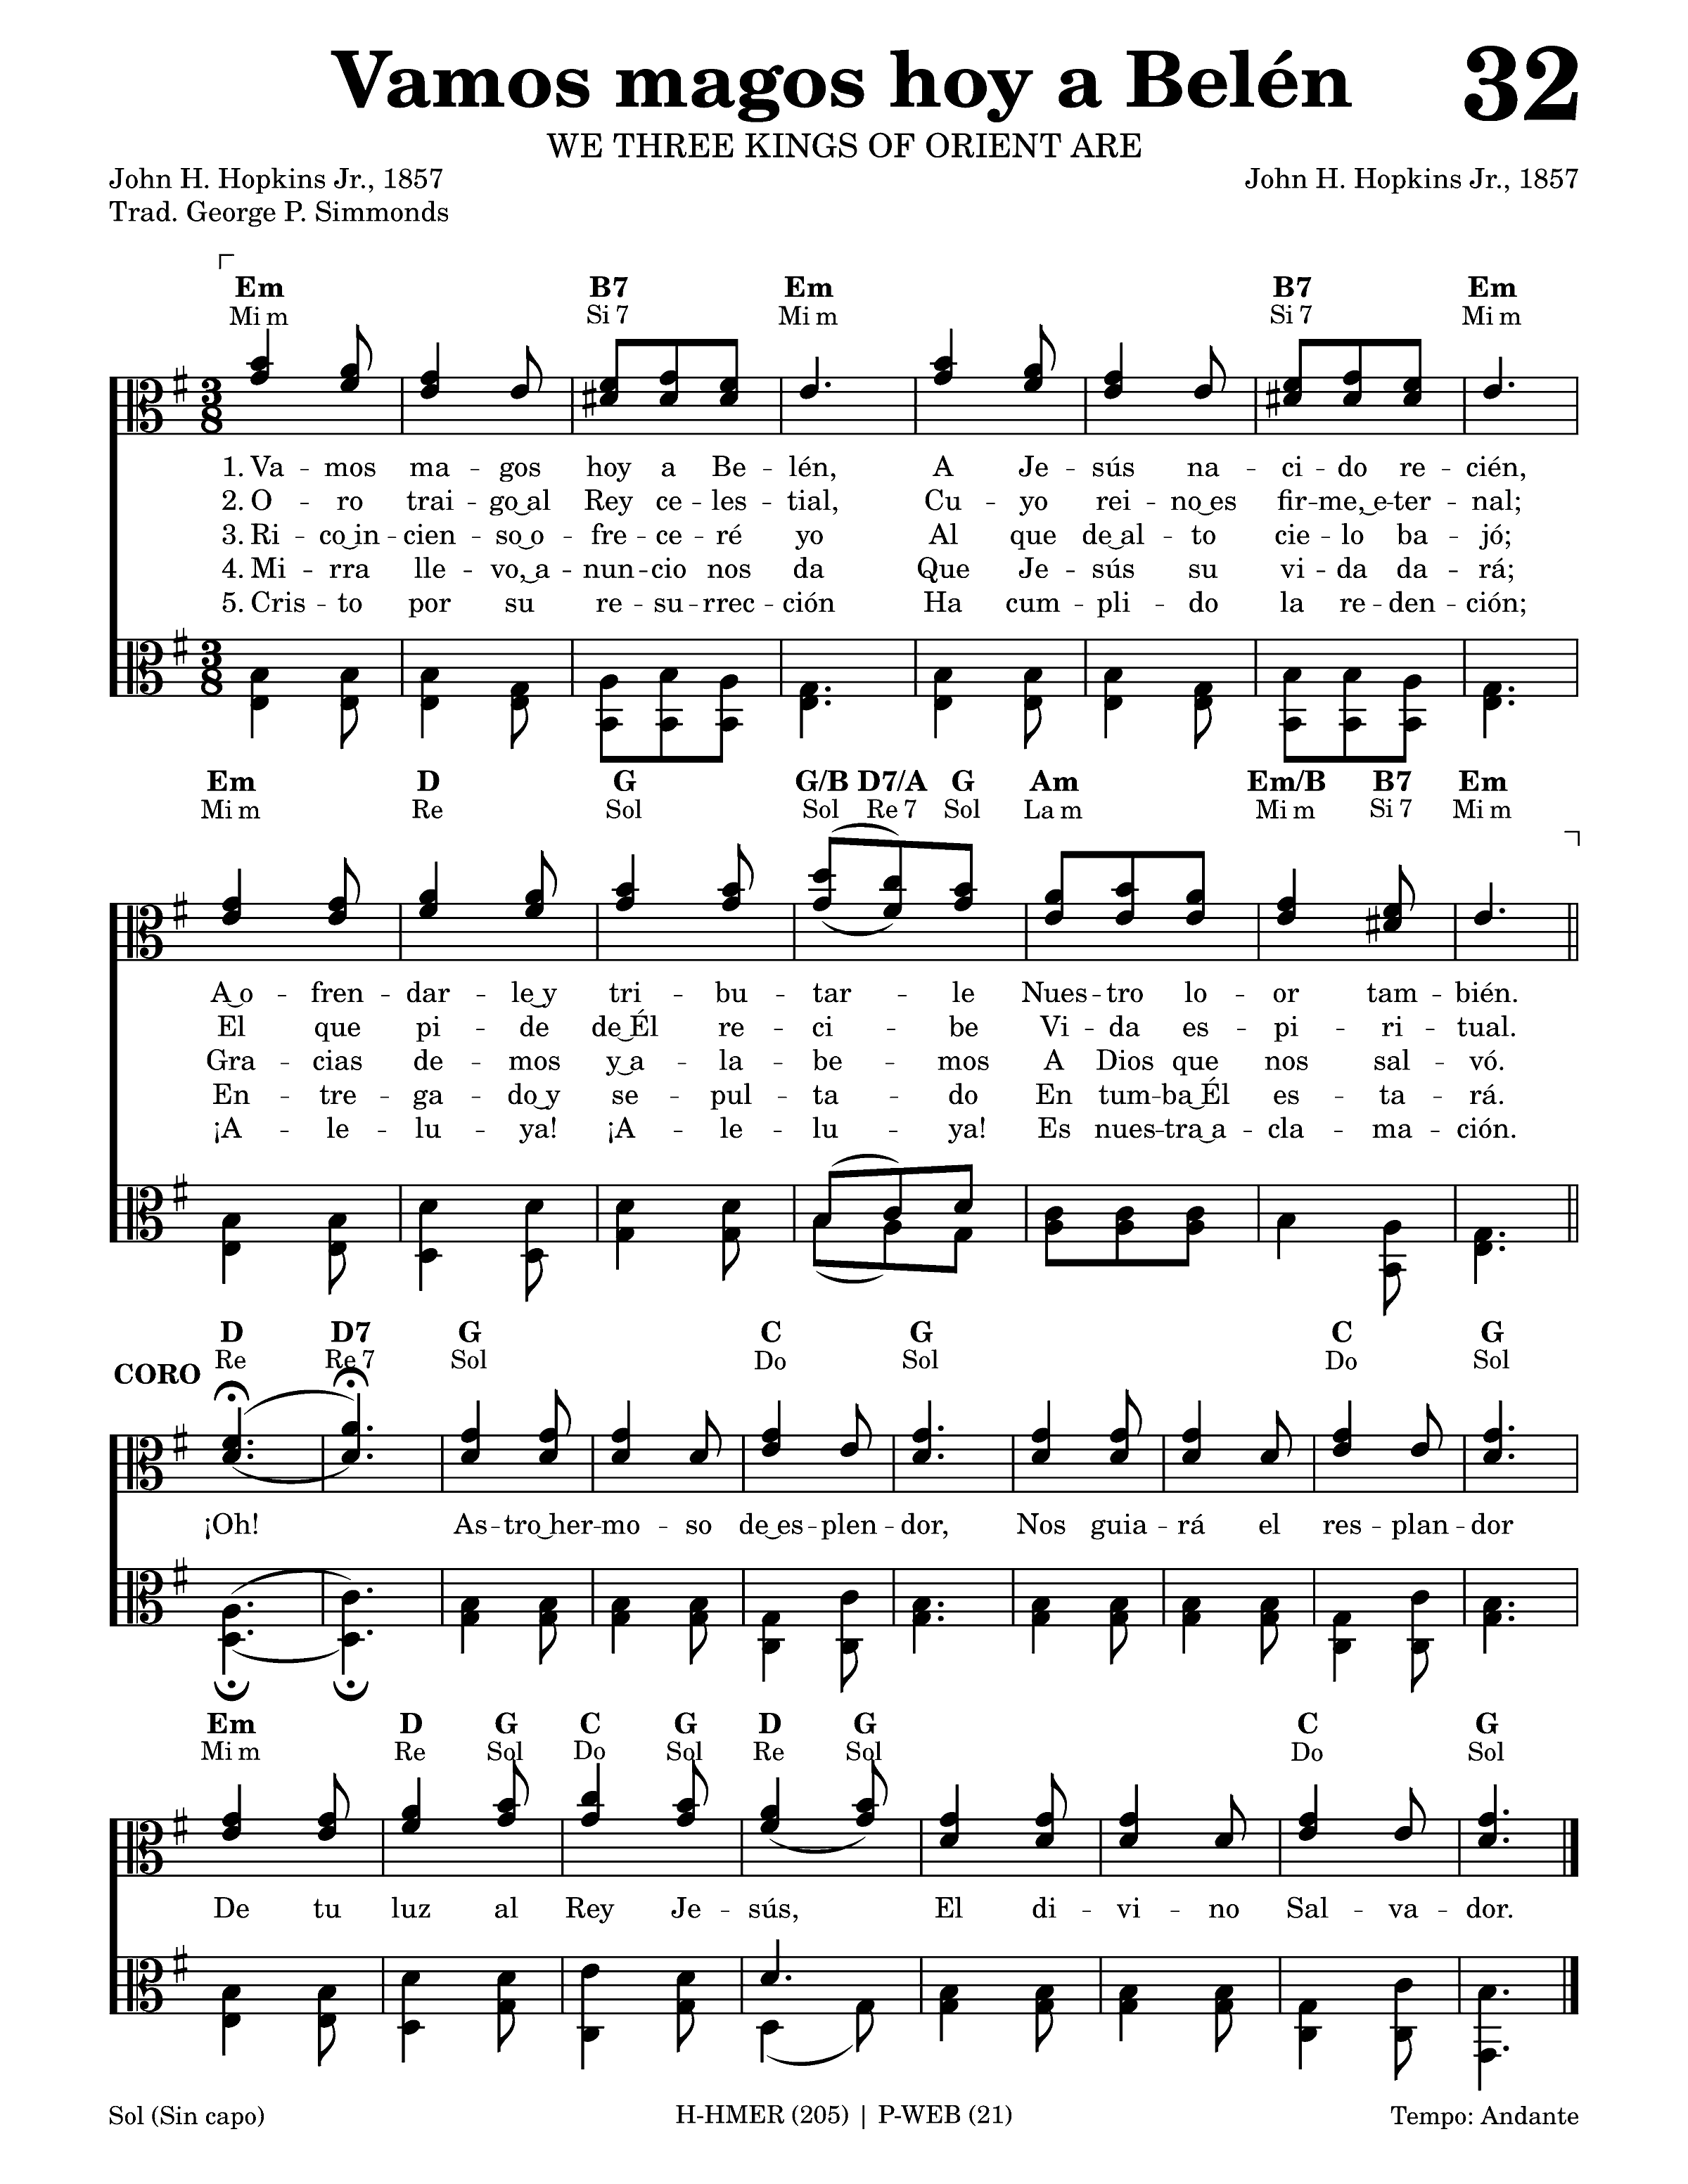 Vamos magos hoy a Belén 32
WE THREE KINGS OF ORIENT ARE
John H. Hopkins Jr., 1857 John H. Hopkins Jr., 1857
Trad. George P. Simmonds
Em B7 Em B7 Em
Mi m Si 7 Mi m Si 7 Mi m
3
8
1. Va -- mos ma -- gos hoy a Be -- lén, A Je -- sús na -- ci -- do re -- cién,
2. O -- ro trai -- go‿al Rey ce -- les -- tial, Cu -- yo rei -- no‿es fir -- me,‿e -- ter -- nal;
3. Ri -- co‿in -- cien -- so‿o -- fre -- ce -- ré yo Al que de‿al -- to cie -- lo ba -- jó;
4. Mi -- rra lle -- vo,‿a -- nun -- cio nos da Que Je -- sús su vi -- da da -- rá;
5. Cris -- to por su re -- su -- rrec -- ción Ha cum -- pli -- do la re -- den -- ción;
3
8
Em D G G/B D7/A G Am Em/B B7 Em
Mi m Re Sol Sol Re 7 Sol La m Mi m Si 7 Mi m
A‿o -- fren -- dar -- le‿y tri -- bu -- tar -- le Nues -- tro lo -- or tam -- bién.
El que pi -- de de‿Él re -- ci -- be Vi -- da es -- pi -- ri -- tual.
Gra -- cias de -- mos y‿a -- la -- be -- mos A Dios que nos sal -- vó.
En -- tre -- ga -- do‿y se -- pul -- ta -- do En tum -- ba‿Él es -- ta -- rá.
¡A -- le -- lu -- ya! ¡A -- le -- lu -- ya! Es nues -- tra‿a -- cla -- ma -- ción.
D D7 G C G C G
Re Re 7 Sol Do Sol Do Sol
CORO
¡Oh! As -- tro‿her -- mo -- so de‿es -- plen -- dor, Nos guia -- rá el res -- plan -- dor
Em D G C G D G C G
Mi m Re Sol Do Sol Re Sol Do Sol
De tu luz al Rey Je -- sús, El di -- vi -- no Sal -- va -- dor.
Sol (Sin capo) H-HMER (205) | P-WEB (21) Tempo: Andante